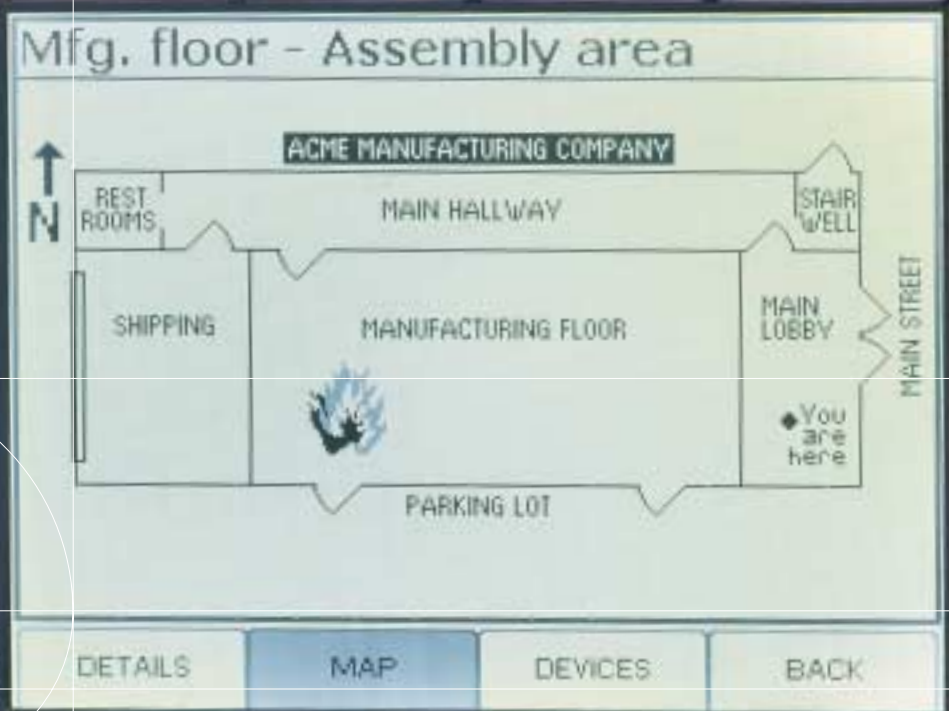 Mfg. floor - Assembly area
ACME MANUFACTURING COMPANY
N
REST
ROOMS
MAIN HALLWAY
STAIR
WELL
SHIPPING
MANUFACTURING FLOOR
MAIN
LOBBY
MAIN STREET
You
are
here
PARKING LOT
DETAILS
MAP
DEVICES
BACK